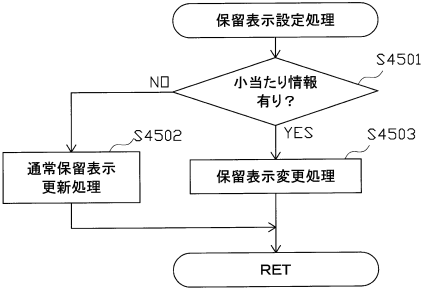 保留表示設定処理
S4501
小当たり情報
有り？
NO
YES
S4502
S4503
通常保留表示
更新処理
保留表示変更処理
RET